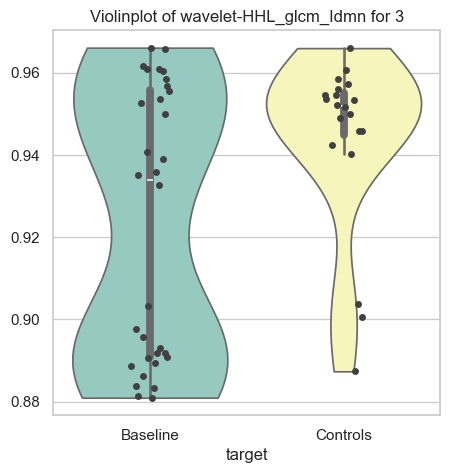 Violinplot of wavelet-HHL_glcm_Idmn for 3
0.96
0.94
0.92
0.90
0.88
Baseline
Controls
target